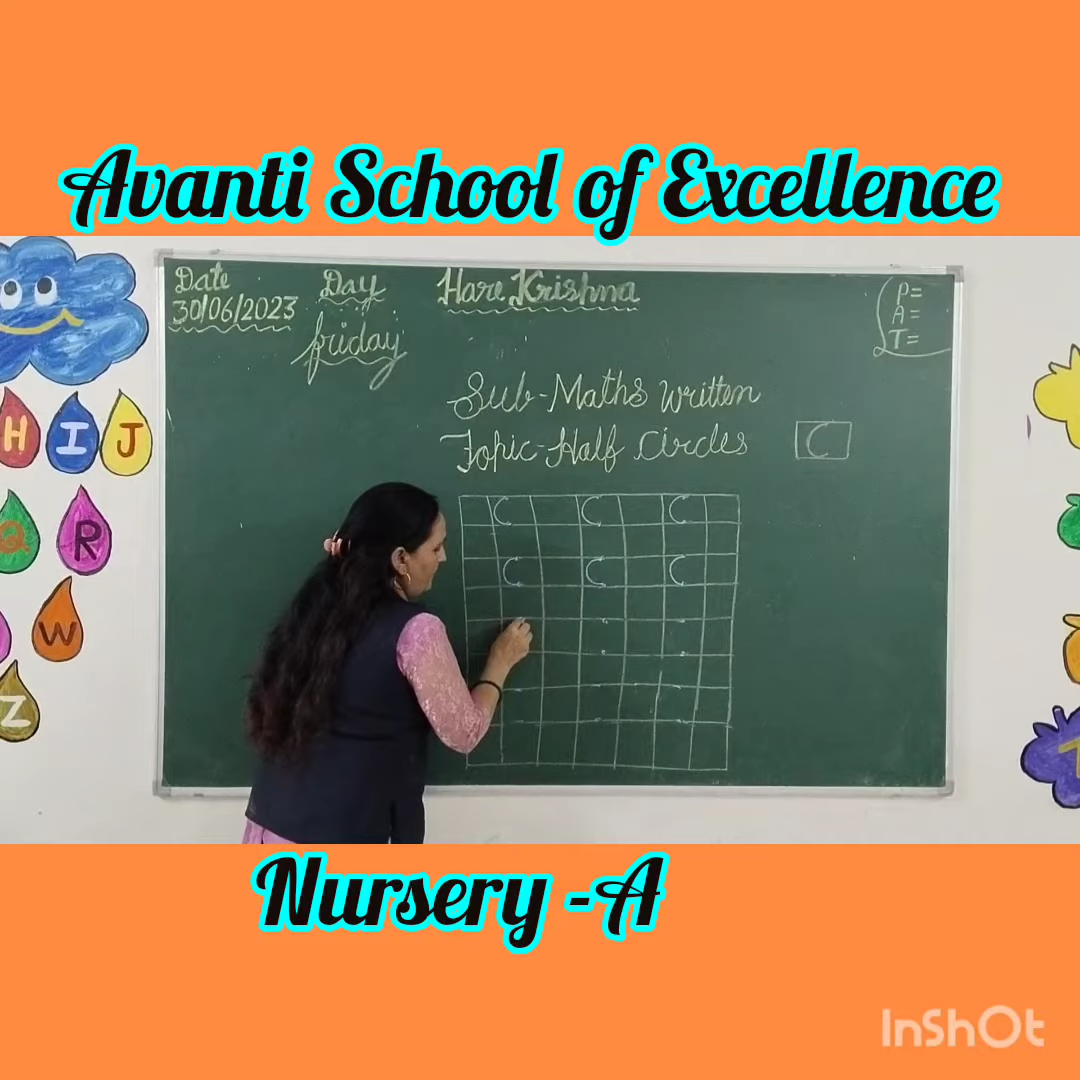 Avanti School of Excellence
Date
30/06/2023
Day
friday
Hare Krishna
P=
A=
T=
Sub-Maths written
Topic-Half Circles
C
C C C
C C C
H I J
Q R
W
Z
Nursery -A
InShOt